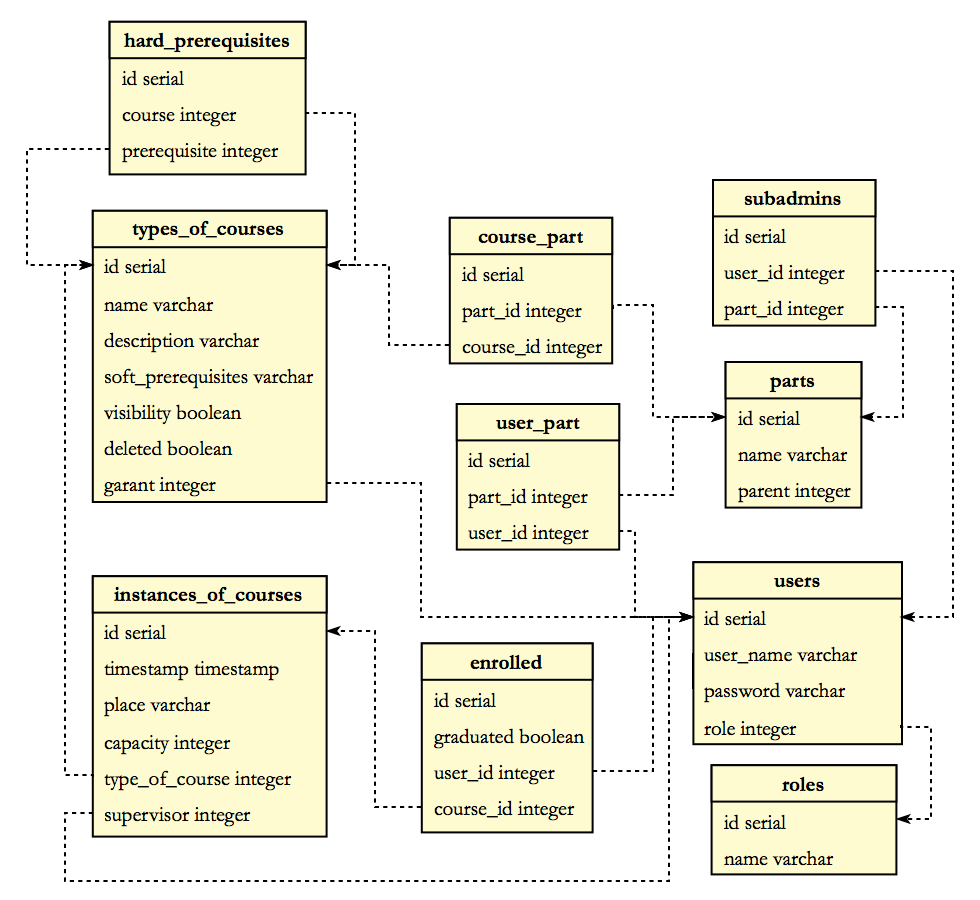 hard_prerequisites
id serial
course integer
prerequisite integer
types_of_courses
id serial
name varchar
description varchar
soft_prerequisites varchar
visibility boolean
deleted boolean
garant integer
course_part
id serial
part_id integer
course_id integer
subadmins
id serial
user_id integer
part_id integer
parts
id serial
name varchar
parent integer
user_part
id serial
part_id integer
user_id integer
instances_of_courses
id serial
timestamp timestamp
place varchar
capacity integer
type_of_course integer
supervisor integer
enrolled
id serial
graduated boolean
user_id integer
course_id integer
users
id serial
user_name varchar
password varchar
role integer
roles
id serial
name varchar